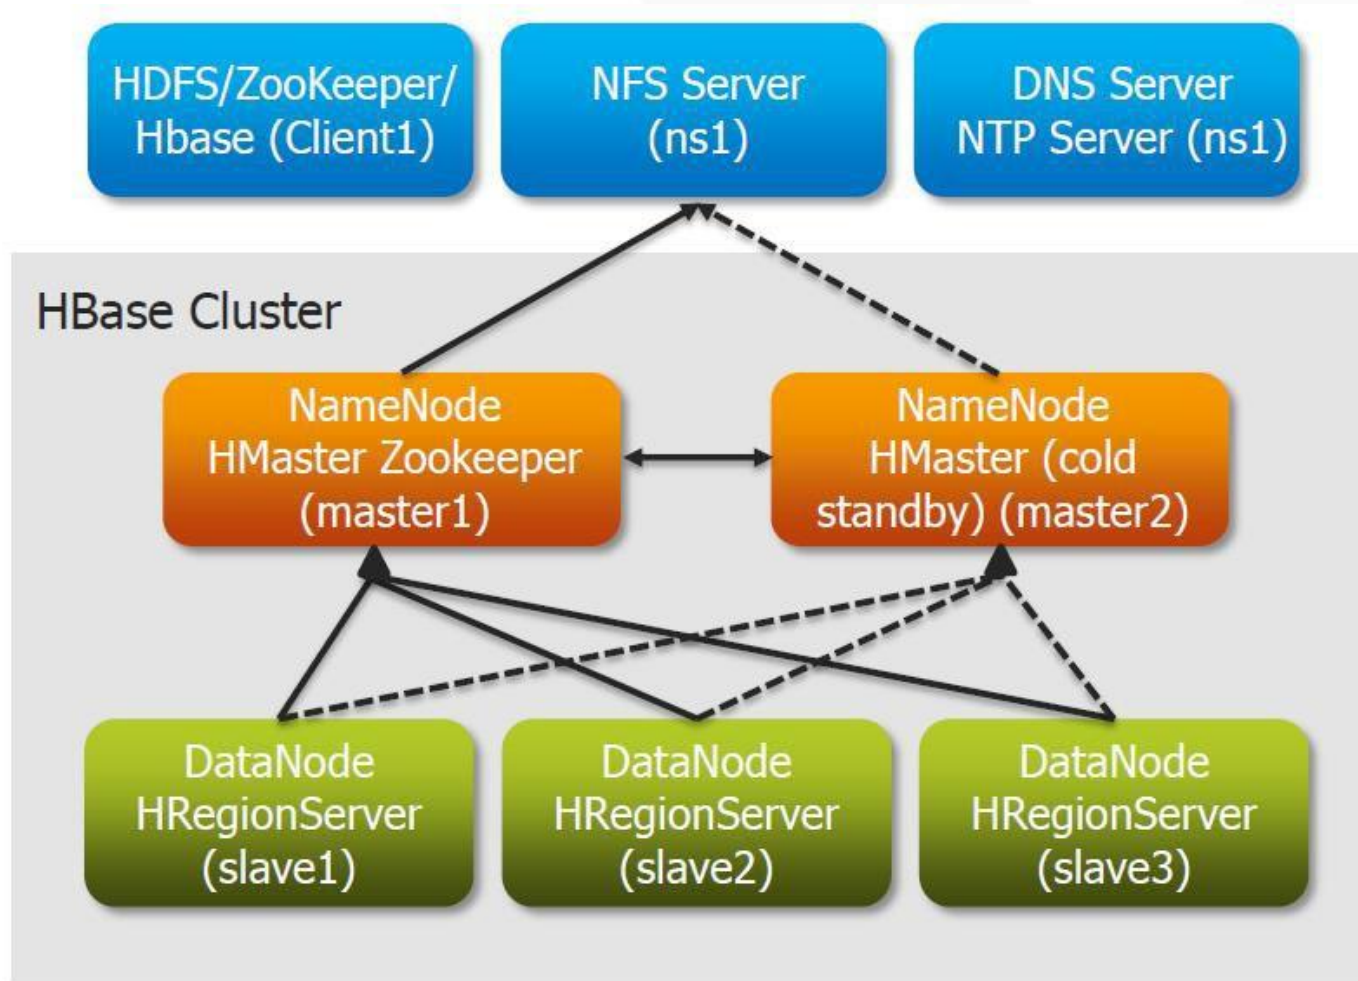 HDFS/ZooKeeper/
Hbase (Client1)
NFS Server
(ns1)
DNS Server
NTP Server (ns1)
HBase Cluster
NameNode
HMaster Zookeeper
(master1)
NameNode
HMaster (cold
standby) (master2)
DataNode
HRegionServer
(slave1)
DataNode
HRegionServer
(slave2)
DataNode
HRegionServer
(slave3)